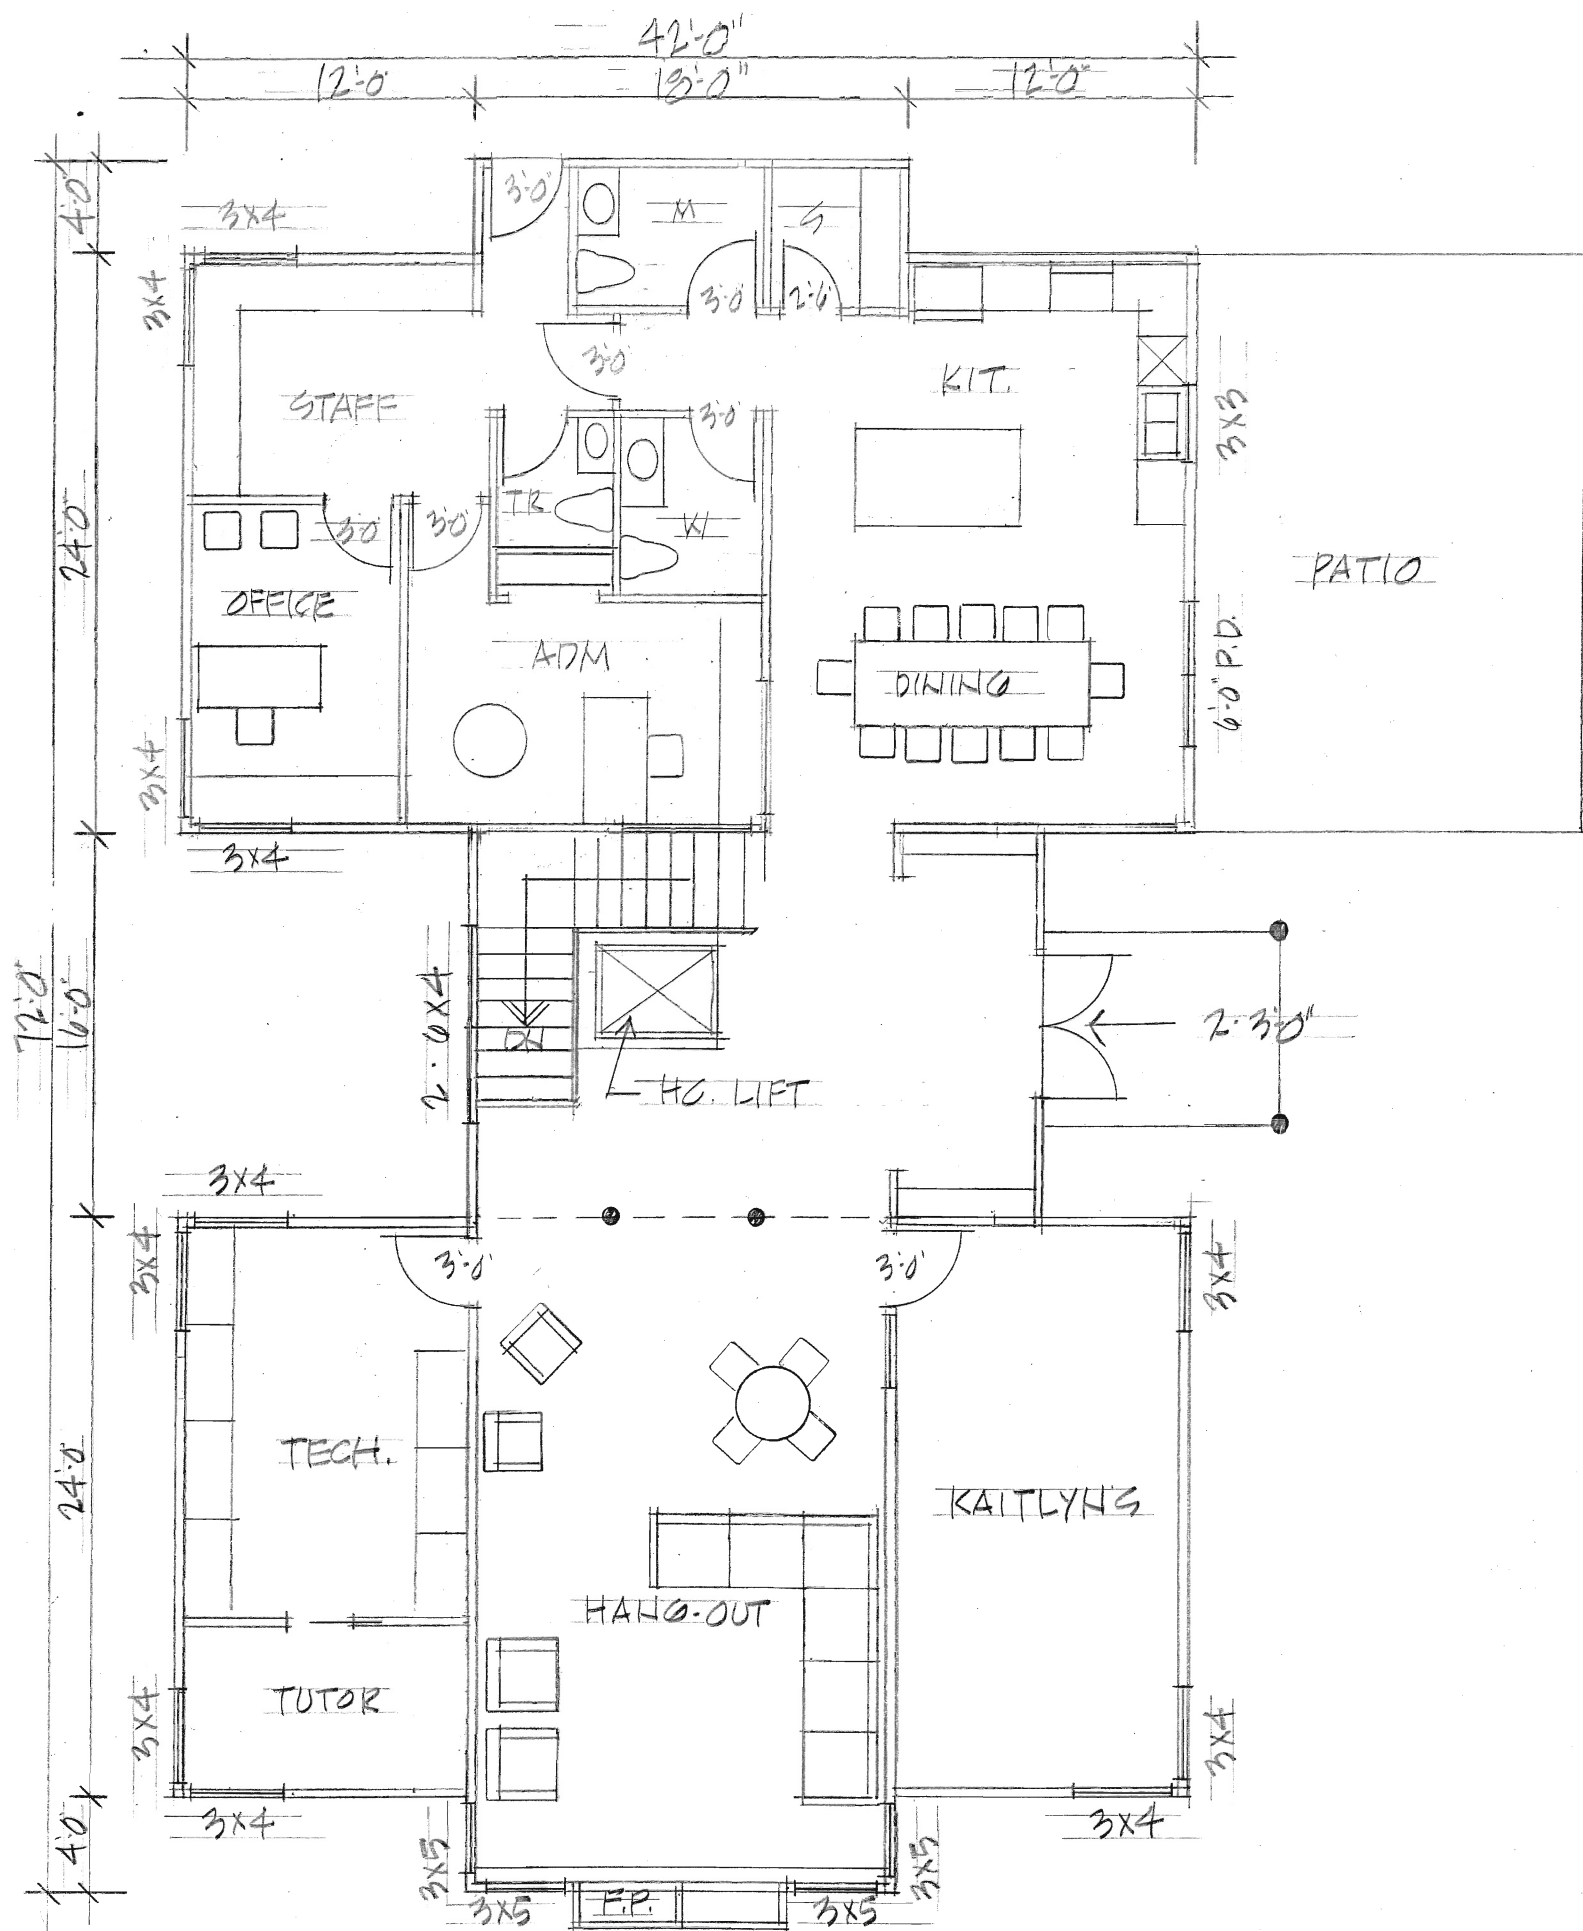 42'-0"
12'-0
18'-0"
12'-0"
4'-0"
3x4
3'-0"
M
S
3x4
3'-0"
2'-6"
3'-0"
KIT.
STAFF
3'-0"
3x3
24'-0"
3'-0"
3'-0"
TR
W
PATIO
OFFICE
ADM
DINING
6'-0" P.D.
3x4
3x4
72'-0"
16'-0"
2·6x4
2·3'-0"
DN
HC. LIFT
3x4
3x4
3'-0"
3'-0"
3x4
24'-0
TECH.
KAITLYN'S
HANG-OUT
TUTOR
3x4
3x4
3x4
3x4
4'-0
3x5
3x5
3x5
F.P.
3x5